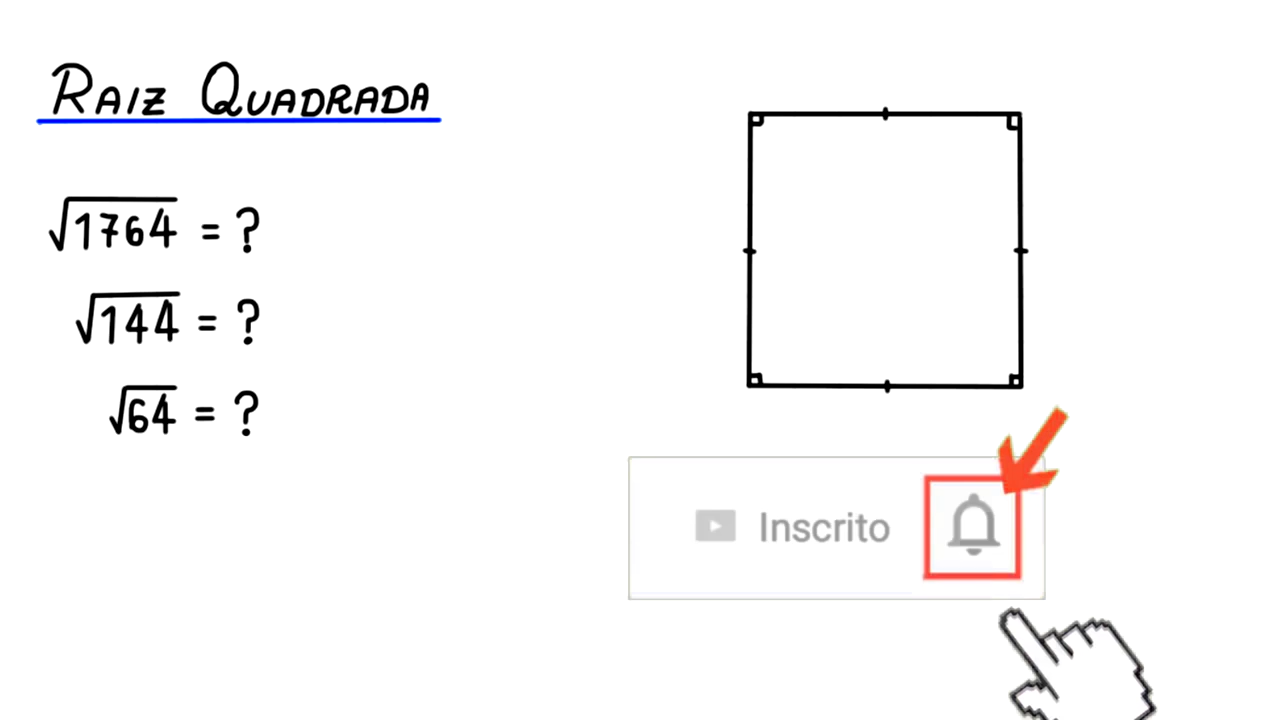 RAIZ QUADRADA
√1764 = ?
√144 = ?
√64 = ?
Inscrito